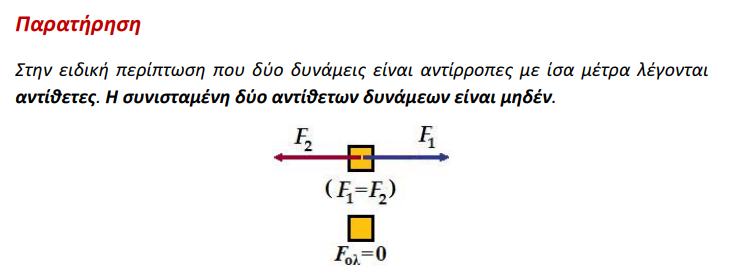 Παρατήρηση
Στην ειδική περίπτωση που δύο δυνάμεις είναι αντίρροπες με ίσα μέτρα λέγονται
αντίθετες. Η συνισταμένη δύο αντίθετων δυνάμεων είναι μηδέν.
F₂ F₁
(F₁=F₂)
Fολ=0